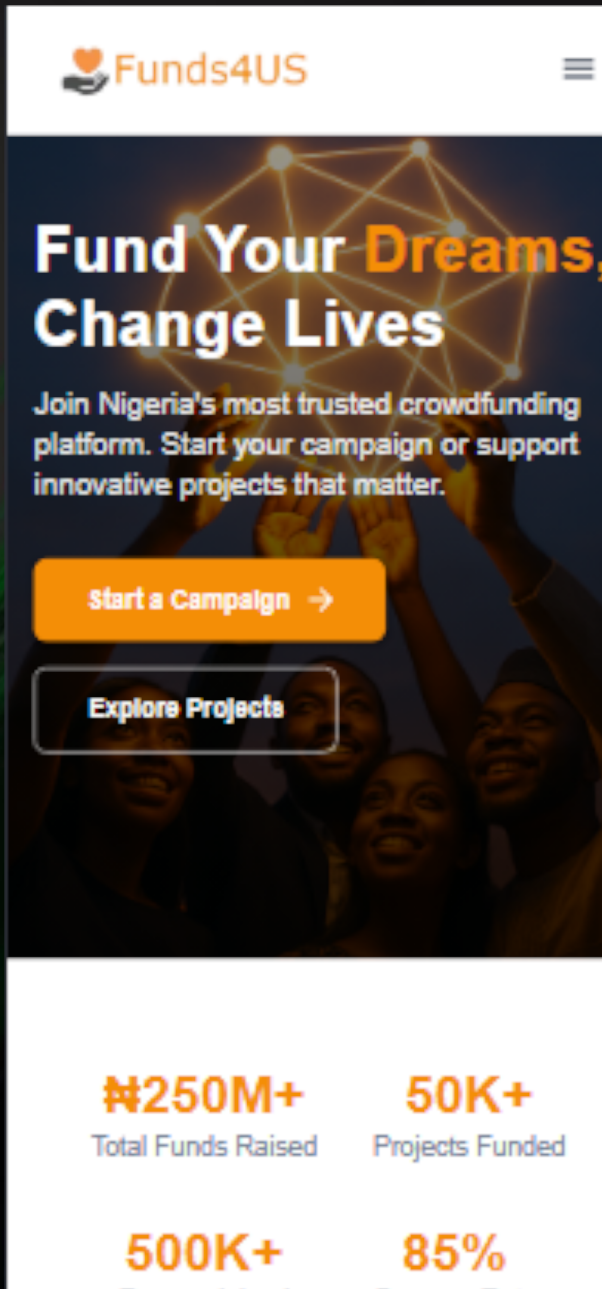 Funds4US
Fund Your Dreams,
Change Lives
Join Nigeria's most trusted crowdfunding
platform. Start your campaign or support
innovative projects that matter.
Start a Campaign →
Explore Projects
₦250M+ 50K+
Total Funds Raised Projects Funded
500K+ 85%